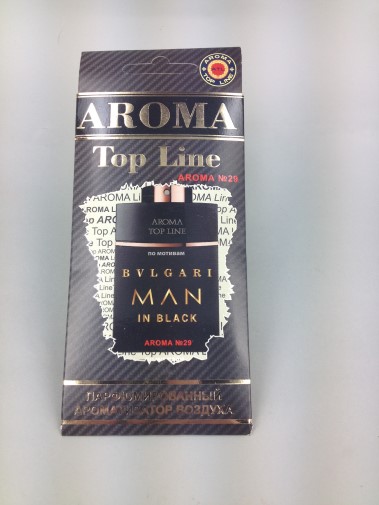 AROMA
TOP LINE
AROMA
Top Line
AROMA №29
AROMA
TOP LINE
по мотивам
BVLGARI
MAN
IN BLACK
AROMA №29
ПАРФЮМИРОВАННЫЙ
АРОМАТИЗАТОР ВОЗДУХА